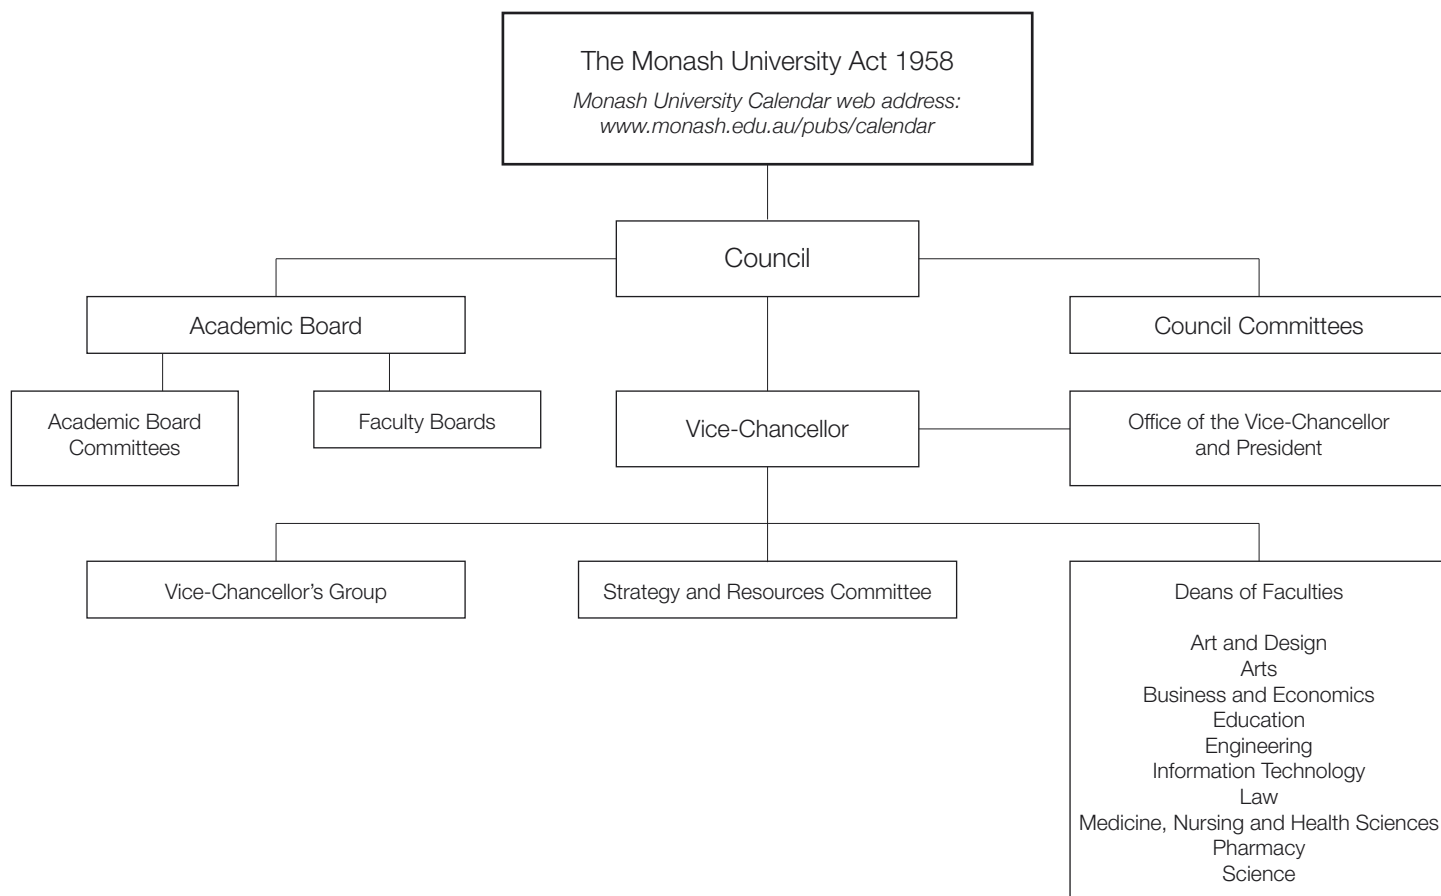 The Monash University Act 1958
Monash University Calendar web address:
www.monash.edu.au/pubs/calendar
Council
Academic Board
Council Committees
Academic Board
Committees
Faculty Boards
Vice-Chancellor
Office of the Vice-Chancellor
and President
Vice-Chancellor’s Group
Strategy and Resources Committee
Deans of Faculties
Art and Design
Arts
Business and Economics
Education
Engineering
Information Technology
Law
Medicine, Nursing and Health Sciences
Pharmacy
Science